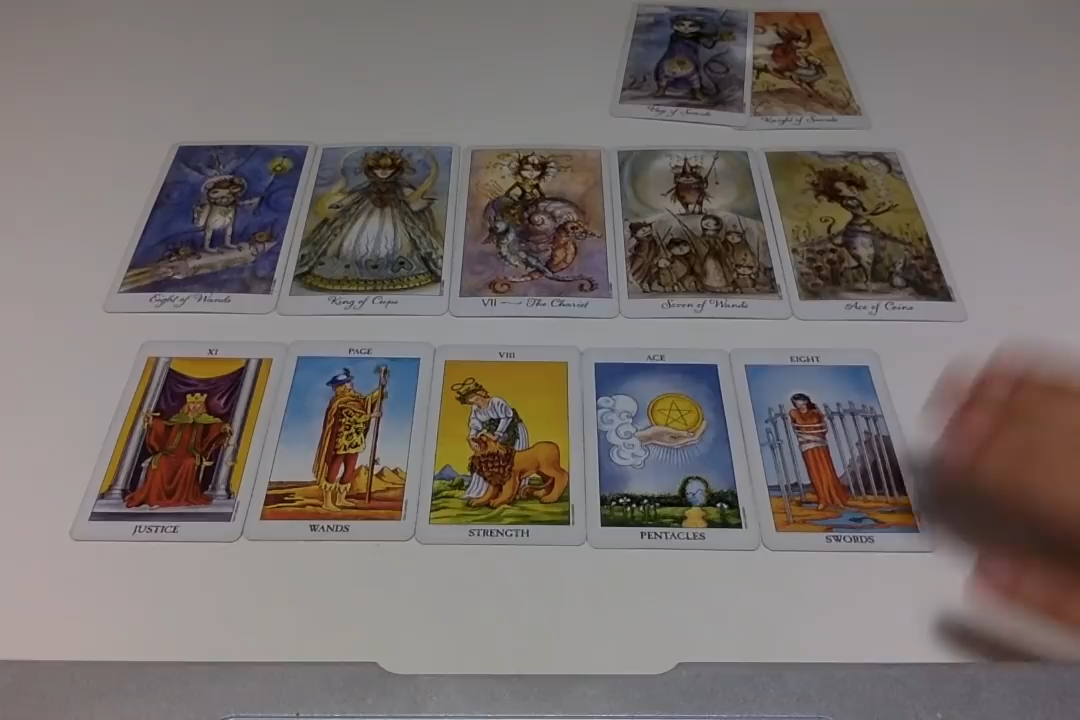 Page of Swords
Knight of Swords
Eight of Wands
King of Cups
VII The Chariot
Seven of Wands
Ace of Coins
XI
JUSTICE
PAGE
WANDS
VIII
STRENGTH
ACE
PENTACLES
EIGHT
SWORDS